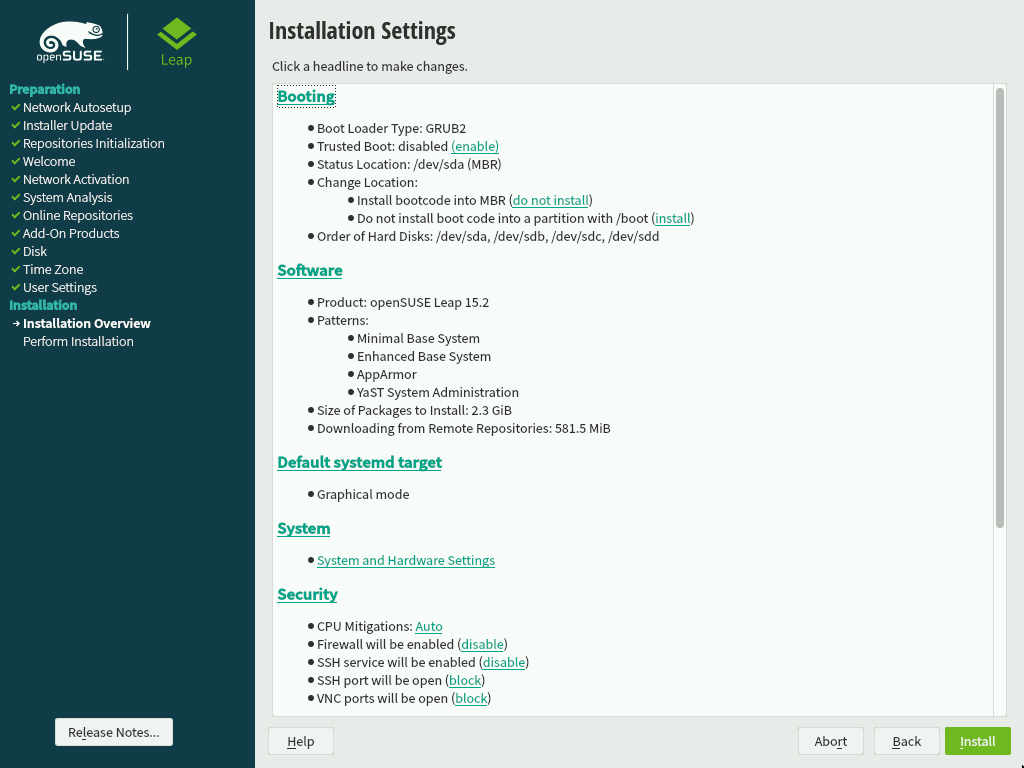 openSUSE
Leap
Preparation
Network Autosetup
Installer Update
Repositories Initialization
Welcome
Network Activation
System Analysis
Online Repositories
Add-On Products
Disk
Time Zone
User Settings
Installation
Installation Overview
Perform Installation
Release Notes...
Installation Settings
Click a headline to make changes.
Booting
Boot Loader Type: GRUB2
Trusted Boot: disabled (enable)
Status Location: /dev/sda (MBR)
Change Location:
Install bootcode into MBR (do not install)
Do not install boot code into a partition with /boot (install)
Order of Hard Disks: /dev/sda, /dev/sdb, /dev/sdc, /dev/sdd
Software
Product: openSUSE Leap 15.2
Patterns:
Minimal Base System
Enhanced Base System
AppArmor
YaST System Administration
Size of Packages to Install: 2.3 GiB
Downloading from Remote Repositories: 581.5 MiB
Default systemd target
Graphical mode
System
System and Hardware Settings
Security
CPU Mitigations: Auto
Firewall will be enabled (disable)
SSH service will be enabled (disable)
SSH port will be open (block)
VNC ports will be open (block)
Help
Abort
Back
Install